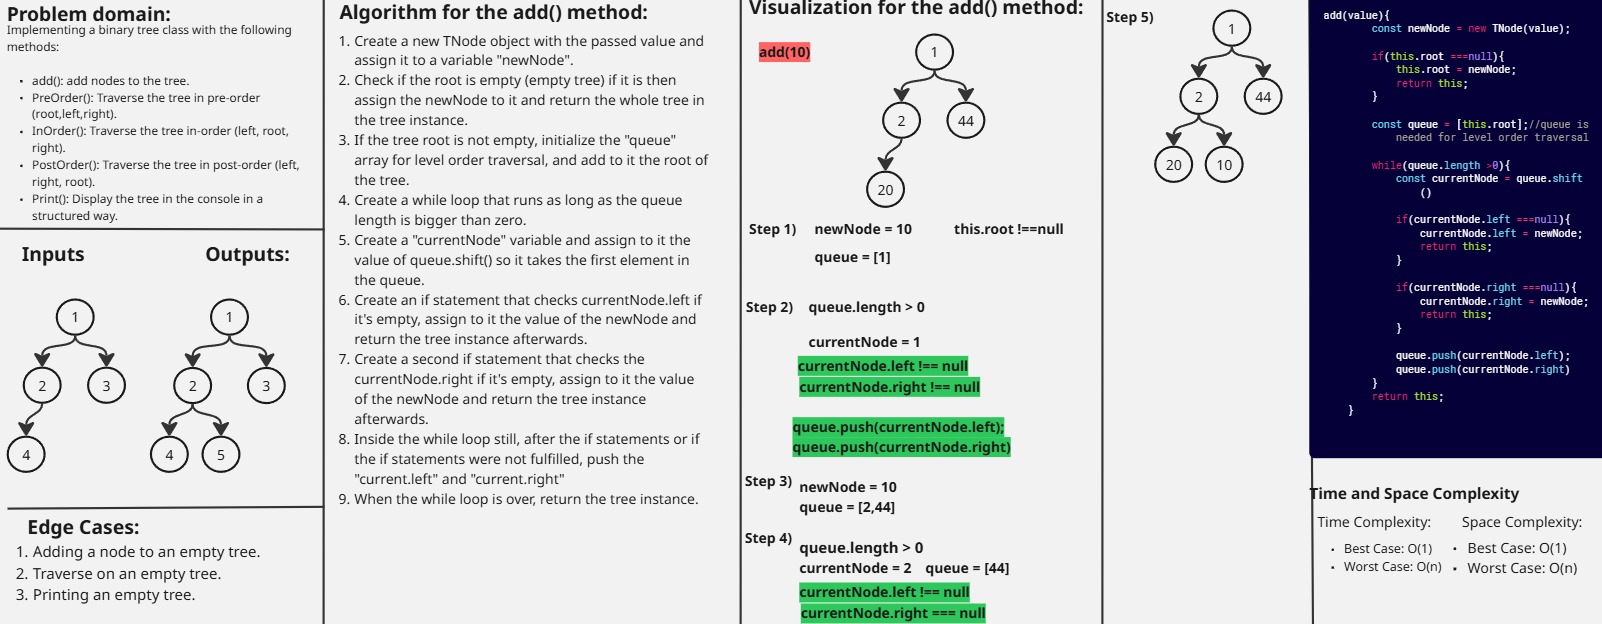 Problem domain:
Implementing a binary tree class with the following
methods:
• add(): add nodes to the tree.
• PreOrder(): Traverse the tree in pre-order
(root,left,right).
• InOrder(): Traverse the tree in-order (left, root,
right).
• PostOrder(): Traverse the tree in post-order (left,
right, root).
• Print(): Display the tree in the console in a
structured way.
Inputs
Outputs:
1
2
3
4
1
2
3
4
5
Edge Cases:
1. Adding a node to an empty tree.
2. Traverse on an empty tree.
3. Printing an empty tree.
Algorithm for the add() method:
1. Create a new TNode object with the passed value and
assign it to a variable "newNode".
2. Check if the root is empty (empty tree) if it is then
assign the newNode to it and return the whole tree in
the tree instance.
3. If the tree root is not empty, initialize the "queue"
array for level order traversal, and add to it the root of
the tree.
4. Create a while loop that runs as long as the queue
length is bigger than zero.
5. Create a "currentNode" variable and assign to it the
value of queue.shift() so it takes the first element in
the queue.
6. Create an if statement that checks currentNode.left if
it's empty, assign to it the value of the newNode and
return the tree instance afterwards.
7. Create a second if statement that checks the
currentNode.right if it's empty, assign to it the value
of the newNode and return the tree instance
afterwards.
8. Inside the while loop still, after the if statements or if
the if statements were not fulfilled, push the
"current.left" and "current.right"
9. When the while loop is over, return the tree instance.
Visualization for the add() method:
add(10)
1
2
44
20
Step 1) newNode = 10 this.root !==null
queue = [1]
Step 2) queue.length > 0
currentNode = 1
currentNode.left !== null
currentNode.right !== null
queue.push(currentNode.left);
queue.push(currentNode.right)
Step 3) newNode = 10
queue = [2,44]
Step 4) queue.length > 0
currentNode = 2 queue = [44]
currentNode.left !== null
currentNode.right === null
Step 5)
1
2
44
20
10
add(value){
const newNode = new TNode(value);
if(this.root ===null){
this.root = newNode;
return this;
}
const queue = [this.root];//queue is
needed for level order traversal
while(queue.length >0){
const currentNode = queue.shift
()
if(currentNode.left ===null){
currentNode.left = newNode;
return this;
}
if(currentNode.right ===null){
currentNode.right = newNode;
return this;
}
queue.push(currentNode.left);
queue.push(currentNode.right)
}
return this;
}
Time and Space Complexity
Time Complexity:
• Best Case: O(1)
• Worst Case: O(n)
Space Complexity:
• Best Case: O(1)
• Worst Case: O(n)